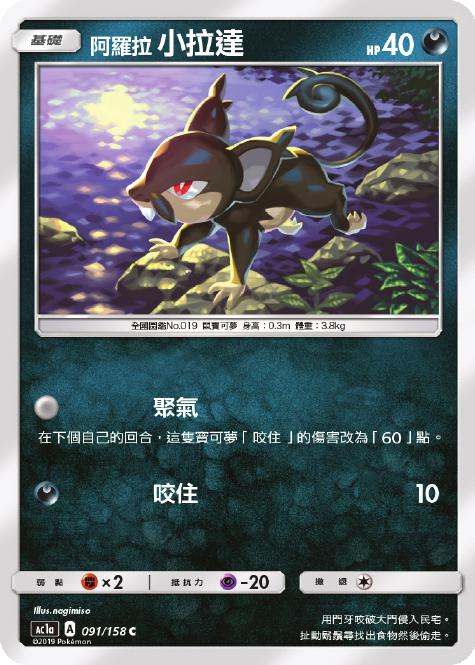 基礎 阿羅拉 小拉達 HP 40
全國圖鑑No.019 鼠寶可夢 身高：0.3m 體重：3.8kg
聚氣
在下個自己的回合，這隻寶可夢「咬住」的傷害改為「60」點。
咬住 10
弱點 ×2 抵抗力 -20 撤退
Illus.nagimiso
AC1a A 091/158 C
©2019 Pokémon
用門牙咬破大門侵入民宅。
扯動鬍鬚尋找出食物然後偷走。